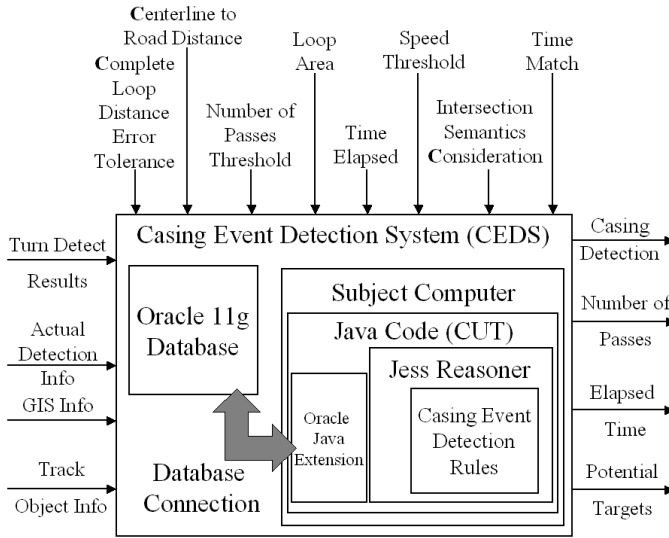 Centerline to
Road Distance
Complete
Loop
Distance
Error
Tolerance
Number of
Passes
Threshold
Loop
Area
Time
Elapsed
Speed
Threshold
Intersection
Semantics
Consideration
Time
Match
Turn Detect
Results
Actual
Detection
Info
GIS Info
Track
Object Info
Casing Event Detection System (CEDS)
Oracle 11g
Database
Database
Connection
Subject Computer
Java Code (CUT)
Jess Reasoner
Oracle
Java
Extension
Casing Event
Detection
Rules
Casing
Detection
Number of
Passes
Elapsed
Time
Potential
Targets